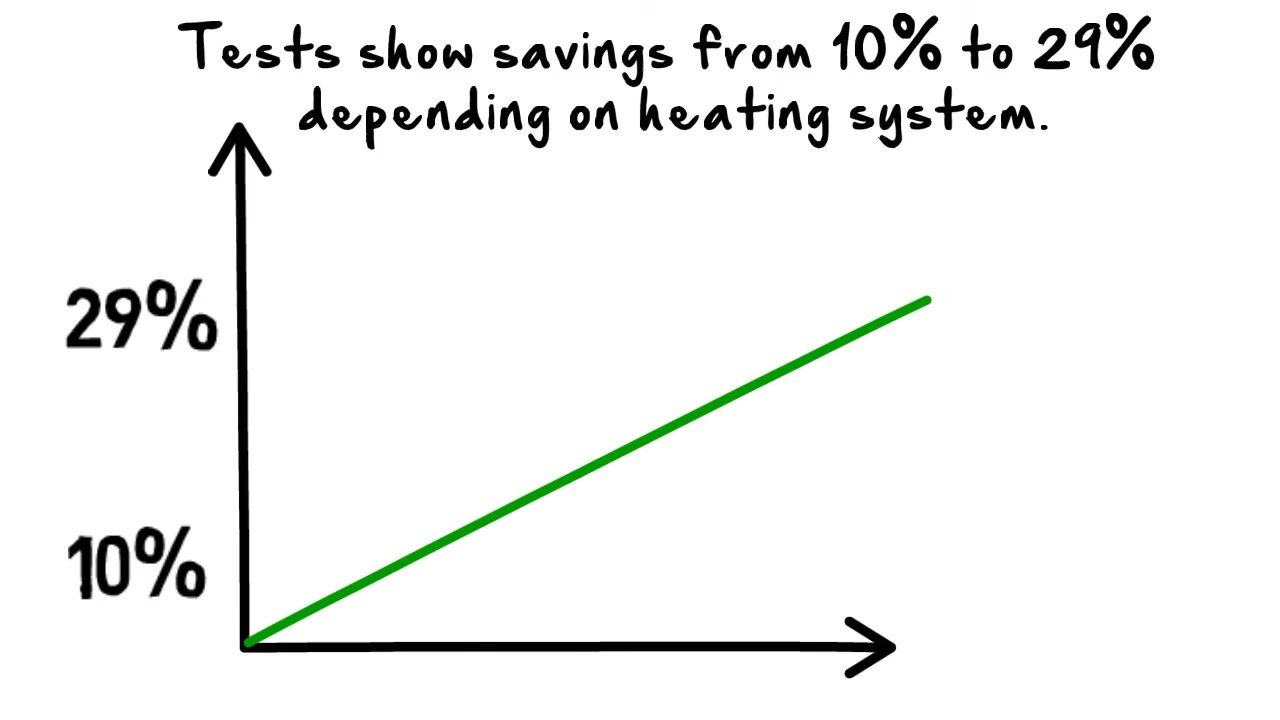 Tests show savings from 10% to 29%
depending on heating system.
29%
10%